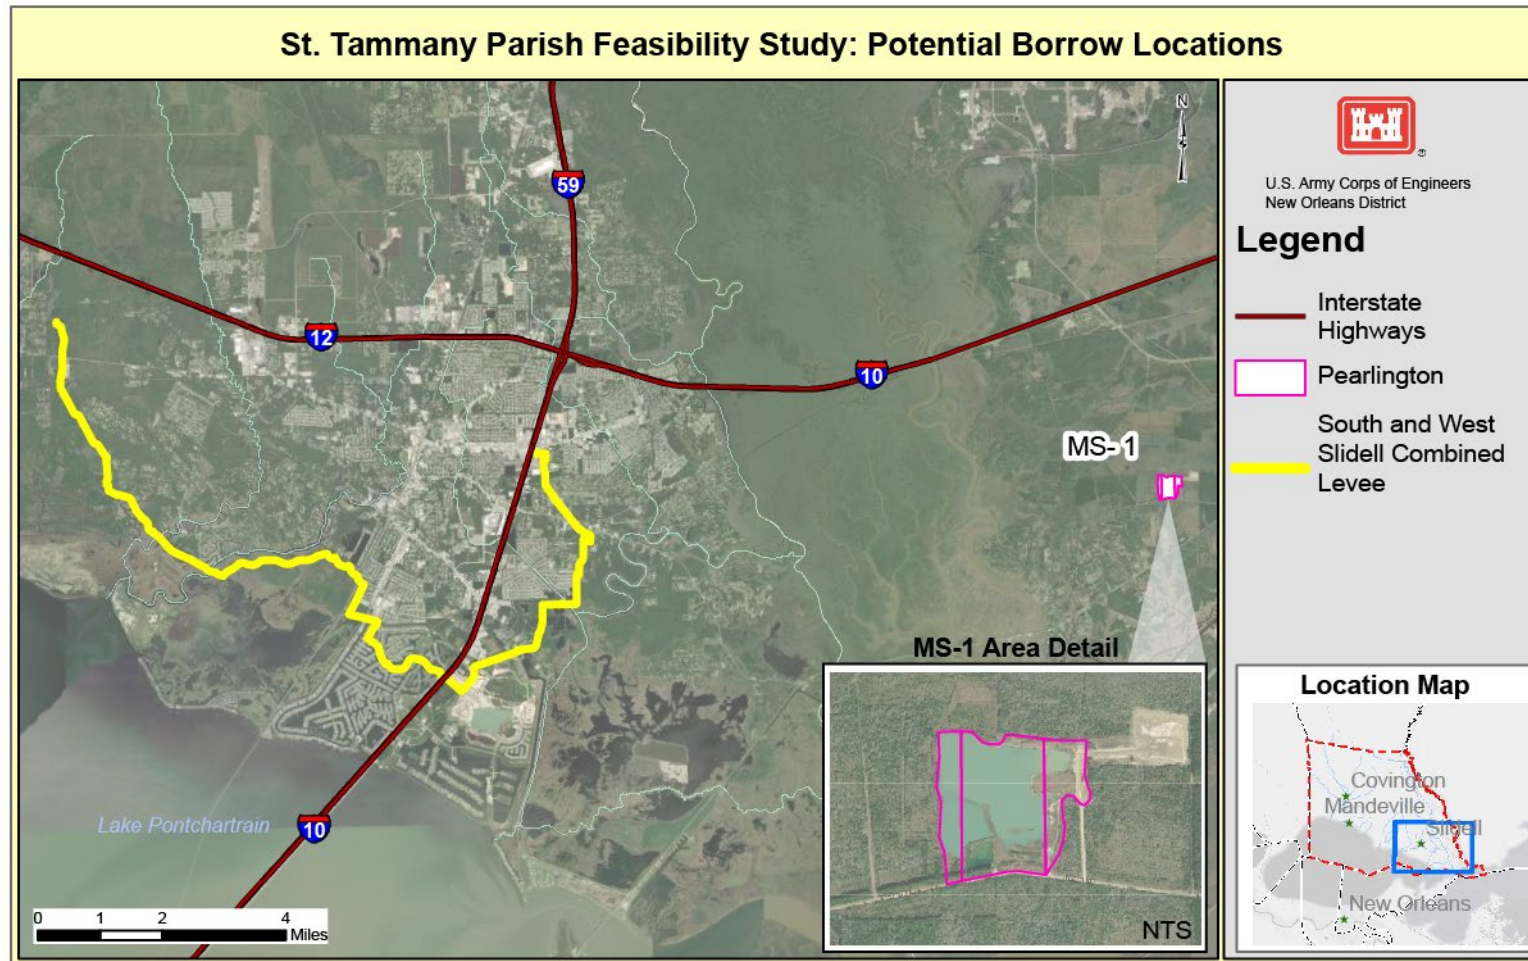 St. Tammany Parish Feasibility Study: Potential Borrow Locations
N
59
12
10
MS-1
MS-1 Area Detail
NTS
Lake Pontchartrain
10
0 1 2 4
Miles
®
U.S. Army Corps of Engineers
New Orleans District
Legend
Interstate
Highways
Pearlington
South and West
Slidell Combined
Levee
Location Map
Covington
Mandeville
Slidell
New Orleans